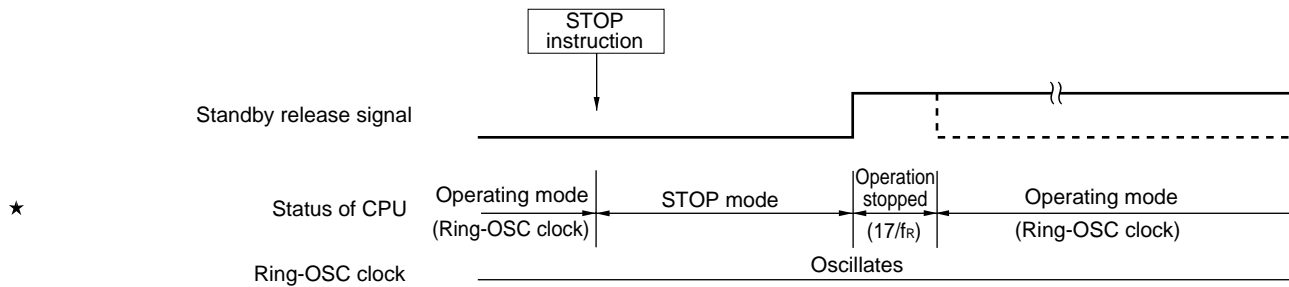 STOP
instruction
Standby release signal
★ Status of CPU
Operating mode
(Ring-OSC clock)
STOP mode
Operation
stopped
(17/fR)
Operating mode
(Ring-OSC clock)
Ring-OSC clock
Oscillates